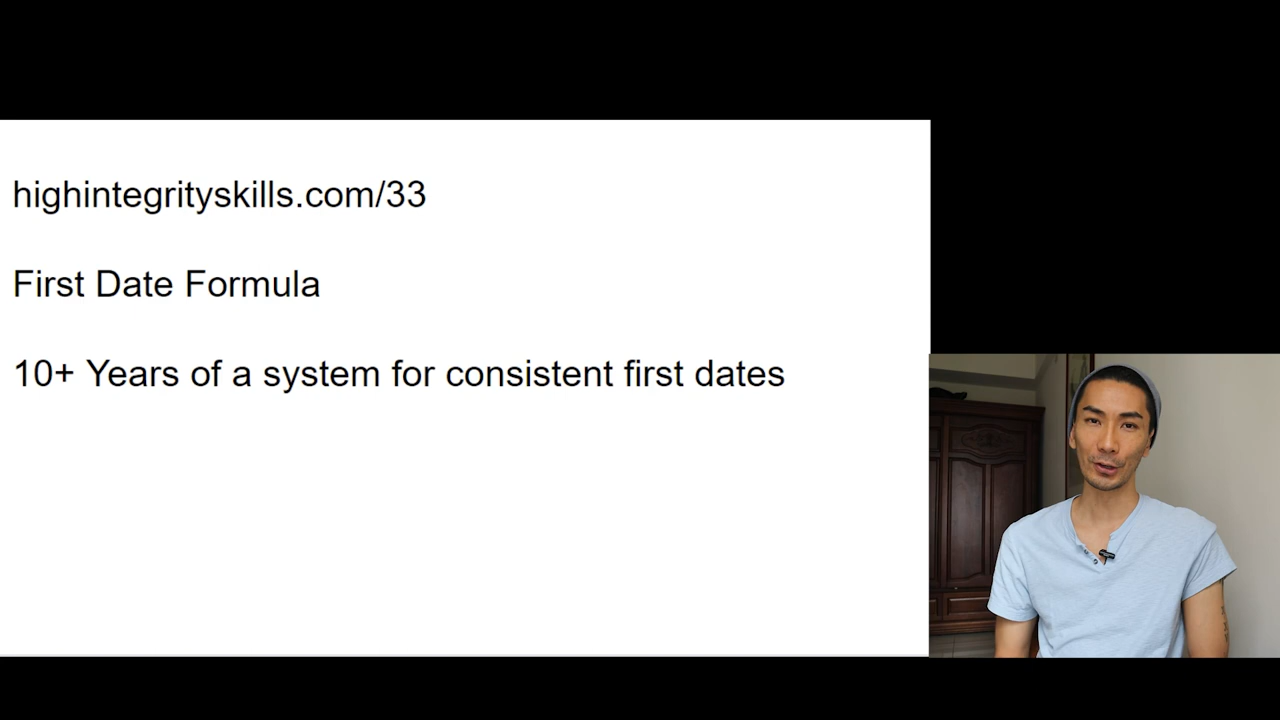 highintegrityskills.com/33
First Date Formula
10+ Years of a system for consistent first dates